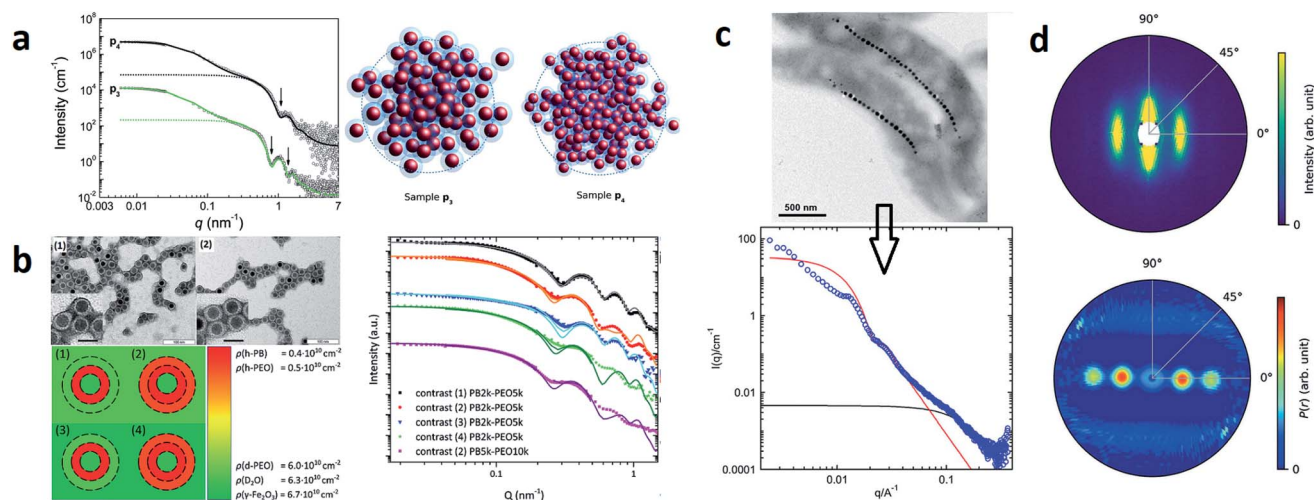 a
10⁸
10⁶
10⁴
10²
10⁰
10⁻²
Intensity (cm⁻¹)
p₄
p₃
0.003
0.01
0.1
1
7
q (nm⁻¹)
Sample p₃
Sample p₄
b
(1)
(2)
(1)
(2)
(3)
(4)
ρ(h-PB) = 0.4·10¹⁰ cm⁻²
ρ(h-PEO) = 0.5·10¹⁰ cm⁻²
ρ(d-PEO) = 6.0·10¹⁰ cm⁻²
ρ(D₂O) = 6.3·10¹⁰ cm⁻²
ρ(γ-Fe₂O₃) = 6.7·10¹⁰ cm⁻²
Intensity (a.u.)
contrast (1) PB2k-PEO5k
contrast (2) PB2k-PEO5k
contrast (3) PB2k-PEO5k
contrast (4) PB2k-PEO5k
contrast (2) PB5k-PEO10k
10⁻¹
10⁰
Q (nm⁻¹)
c
500 nm
100
1
0.01
0.0001
I(q)/cm⁻¹
0.01
0.1
q/A⁻¹
d
90°
45°
0°
Intensity (arb. unit)
0
90°
45°
0°
P(r) (arb. unit)
0